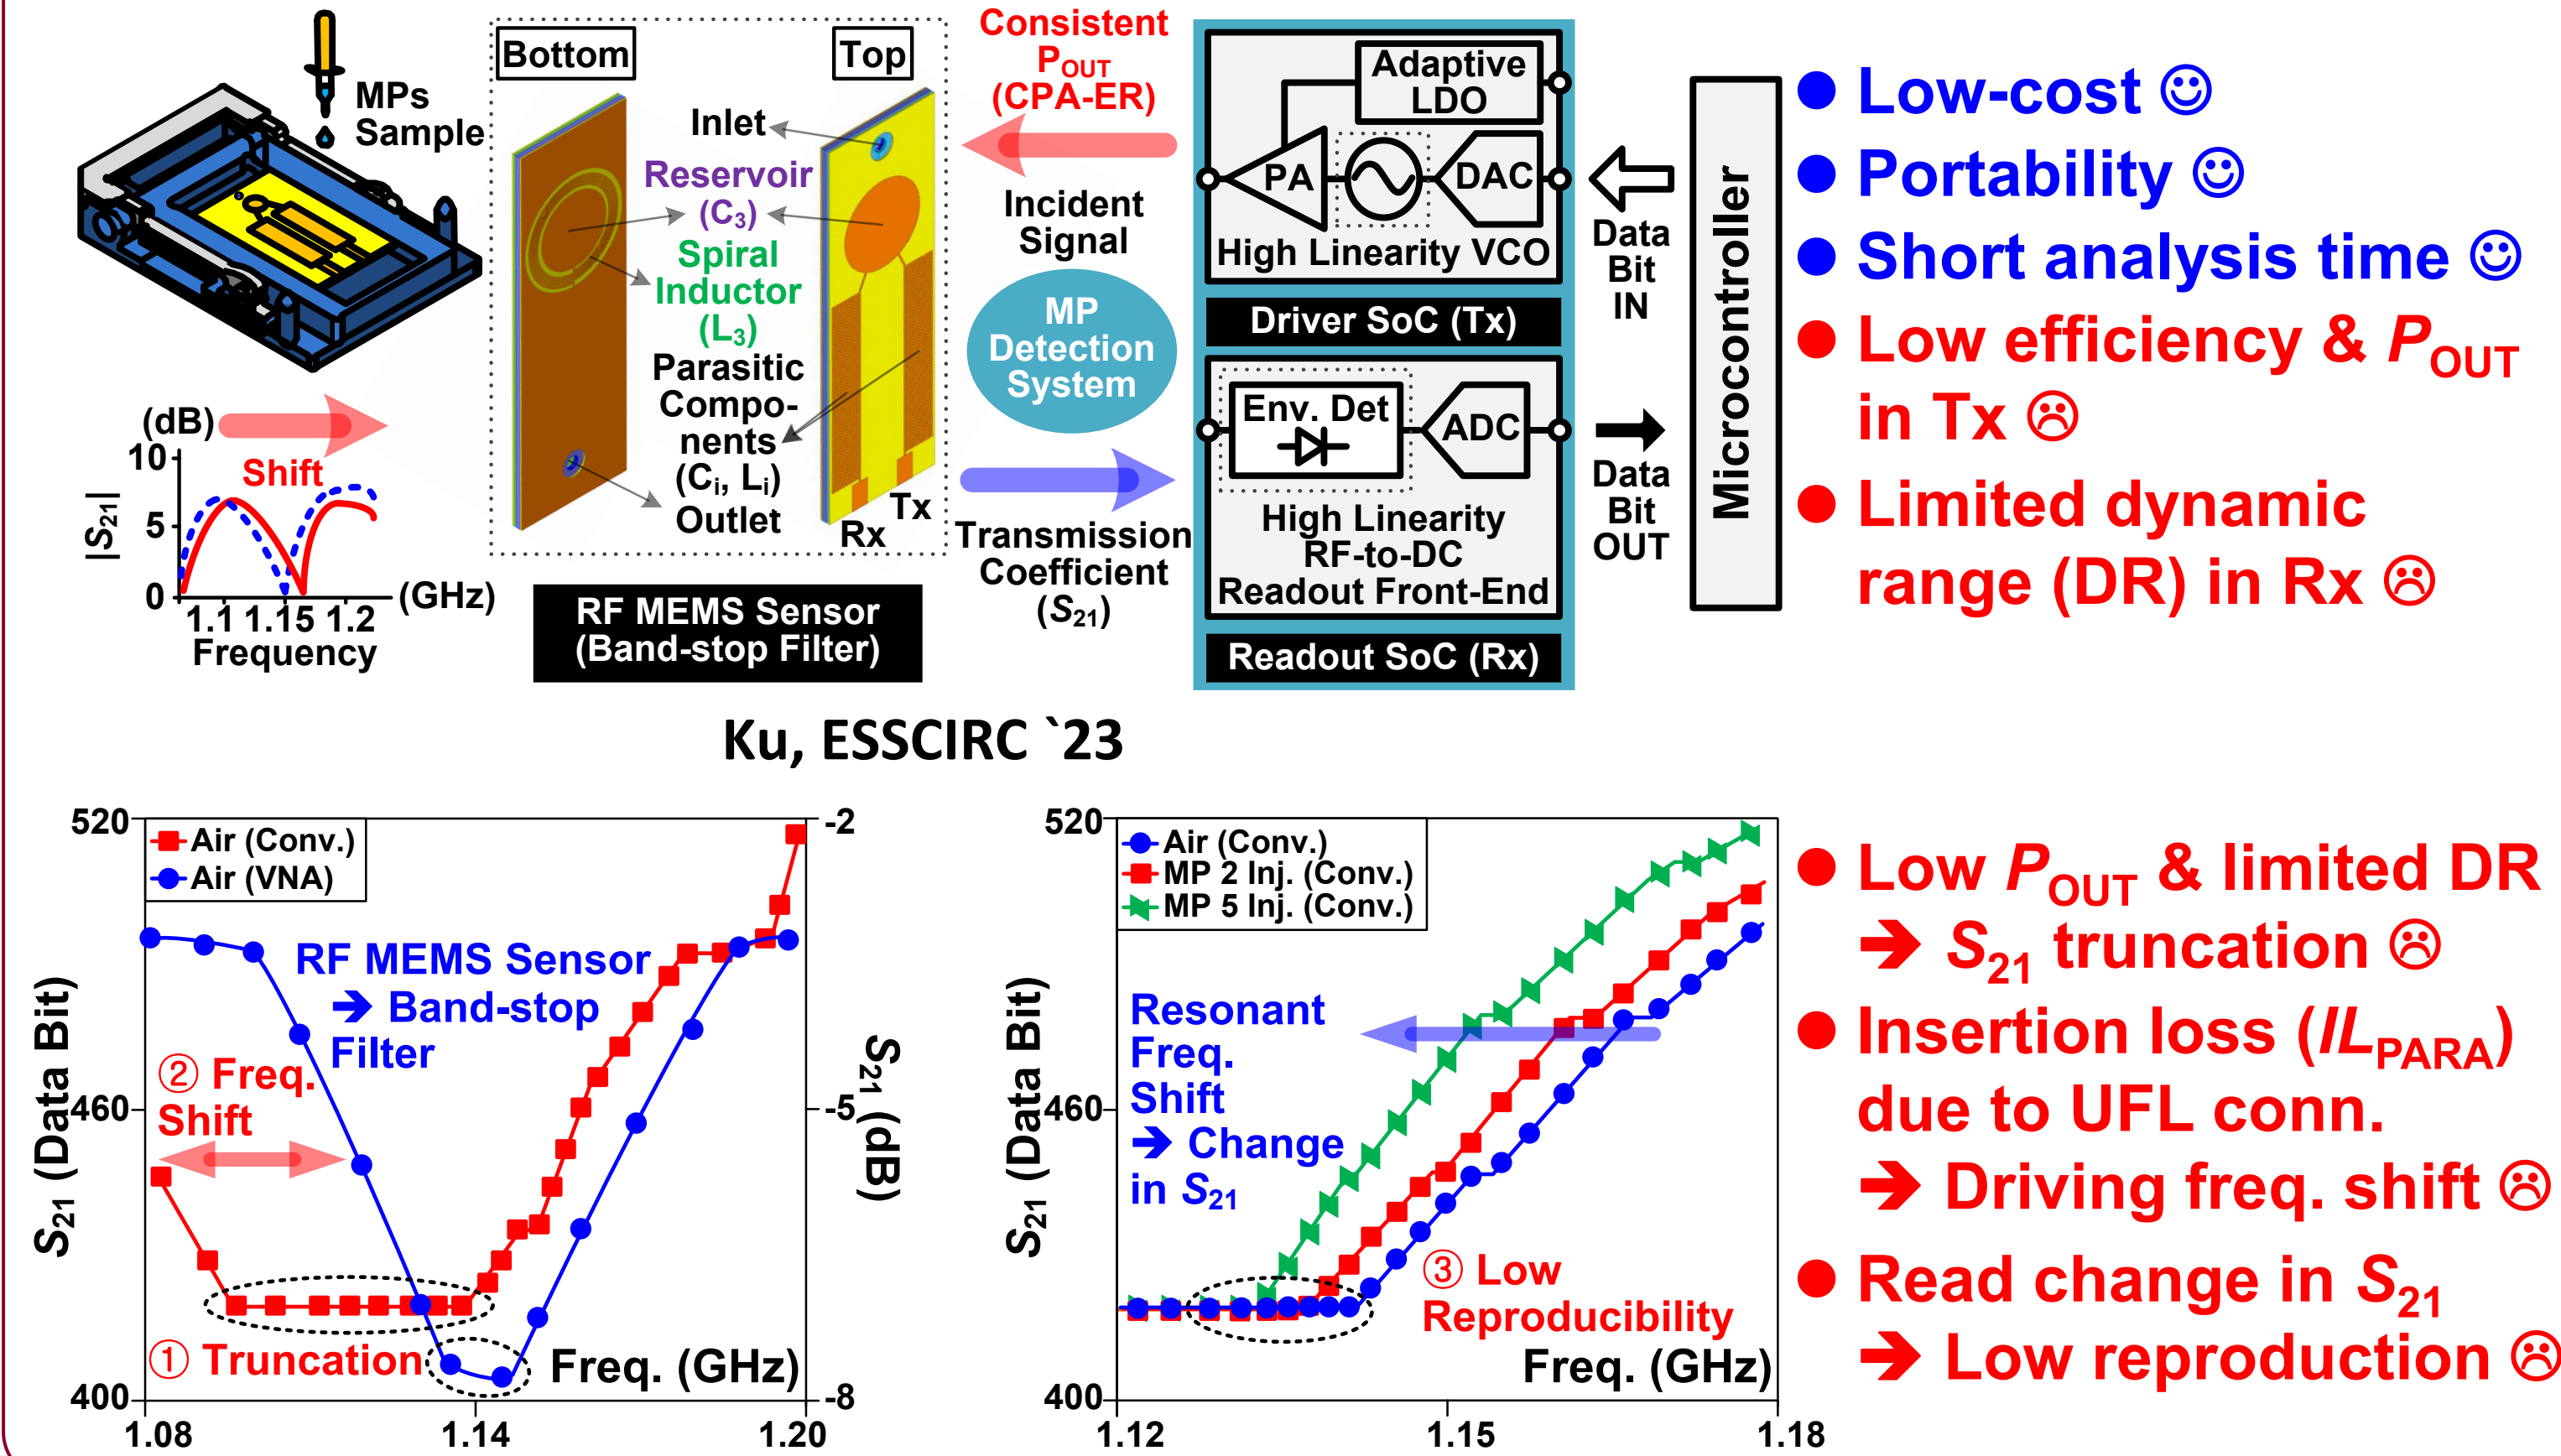 MPs
Sample
(dB)
10
5
0
|S21|
Shift
1.1 1.15 1.2
(GHz)
Frequency
Bottom
Top
Inlet
Reservoir
(C3)
Spiral
Inductor
(L3)
Parasitic
Compo-
nents
(Ci, Li)
Outlet
Rx
Tx
RF MEMS Sensor
(Band-stop Filter)
Consistent
POUT
(CPA-ER)
Incident
Signal
MP
Detection
System
Transmission
Coefficient
(S21)
Adaptive
LDO
PA
DAC
High Linearity VCO
Driver SoC (Tx)
Env. Det
ADC
High Linearity
RF-to-DC
Readout Front-End
Readout SoC (Rx)
Data
Bit
IN
Data
Bit
OUT
Microcontroller
● Low-cost ☺
● Portability ☺
● Short analysis time ☺
● Low efficiency & POUT
in Tx ☹
● Limited dynamic
range (DR) in Rx ☹
Ku, ESSCIRC `23
520
460
400
S21 (Data Bit)
Air (Conv.)
Air (VNA)
RF MEMS Sensor
➔ Band-stop
Filter
② Freq.
Shift
① Truncation
Freq. (GHz)
-2
-5
-8
S21 (dB)
1.08
1.14
1.20
520
460
400
S21 (Data Bit)
Air (Conv.)
MP 2 Inj. (Conv.)
MP 5 Inj. (Conv.)
Resonant
Freq.
Shift
➔ Change
in S21
③ Low
Reproducibility
Freq. (GHz)
1.12
1.15
1.18
● Low POUT & limited DR
➔ S21 truncation ☹
● Insertion loss (ILPARA)
due to UFL conn.
➔ Driving freq. shift ☹
● Read change in S21
➔ Low reproduction ☹